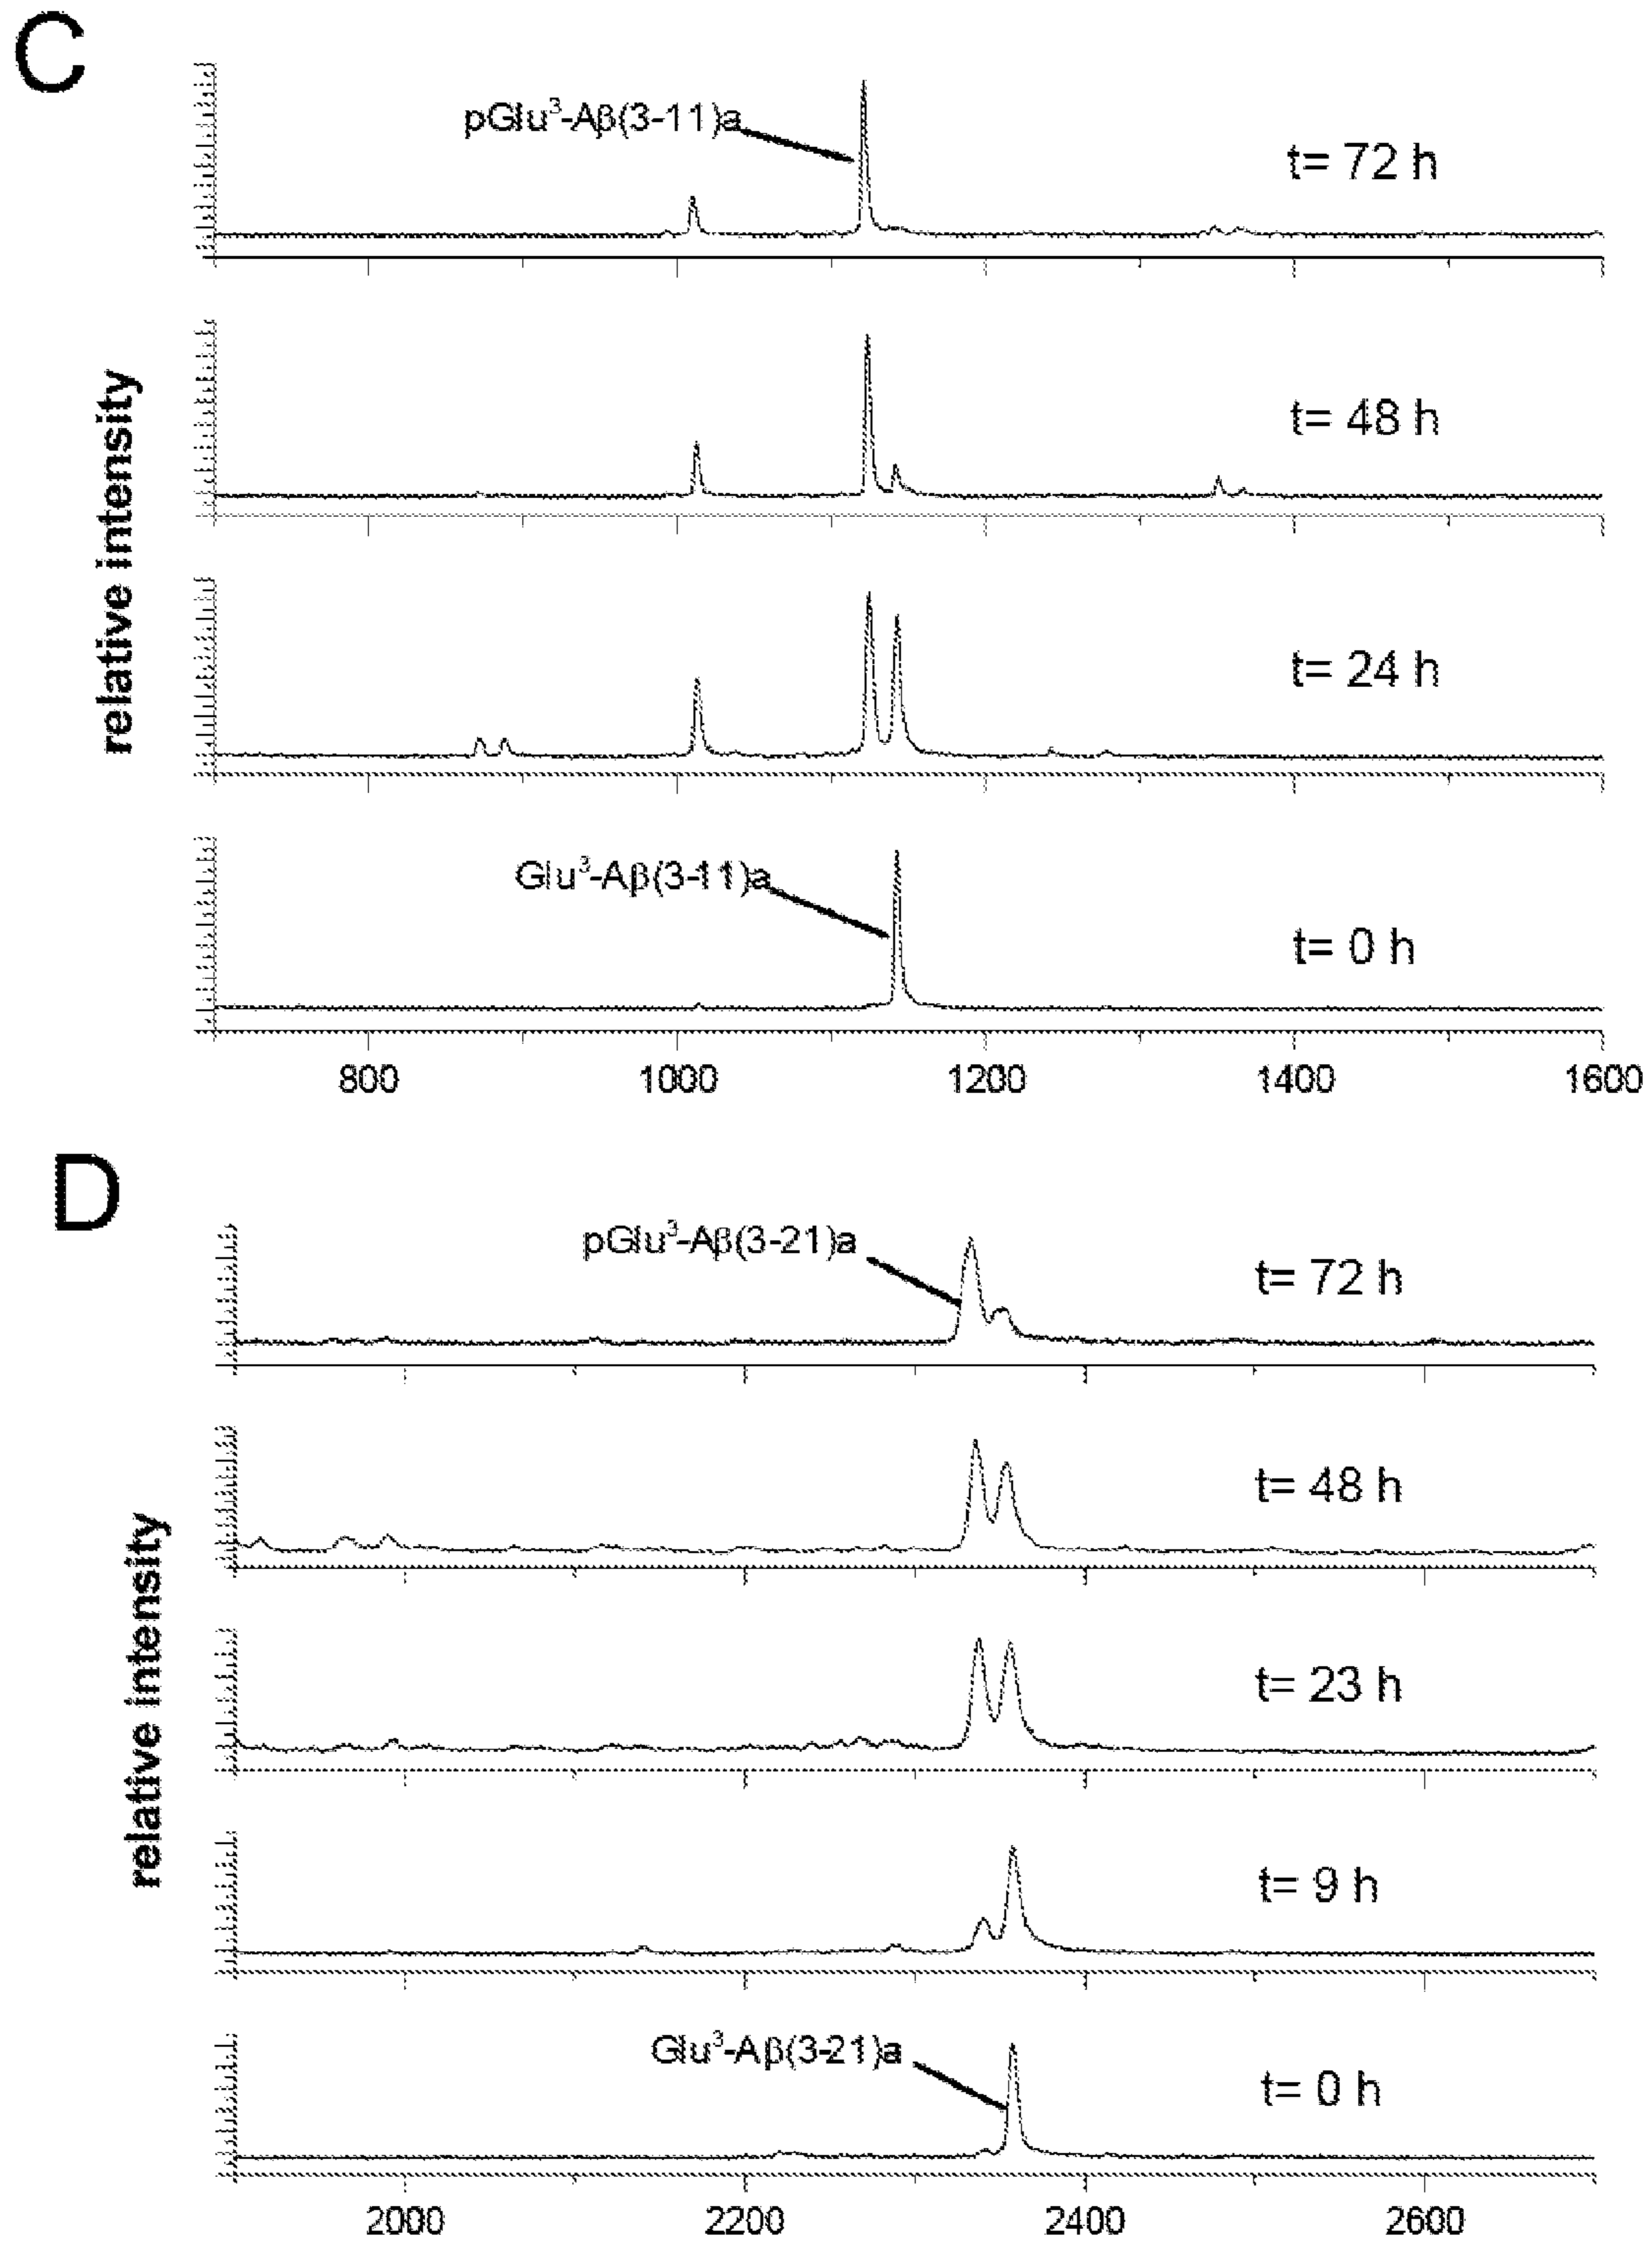 C
pGlu³-Aβ(3-11)a
t= 72 h
t= 48 h
relative intensity
t= 24 h
Glu³-Aβ(3-11)a
t= 0 h
800 1000 1200 1400 1600
D
pGlu³-Aβ(3-21)a
t= 72 h
t= 48 h
relative intensity
t= 23 h
t= 9 h
Glu³-Aβ(3-21)a
t= 0 h
2000 2200 2400 2600